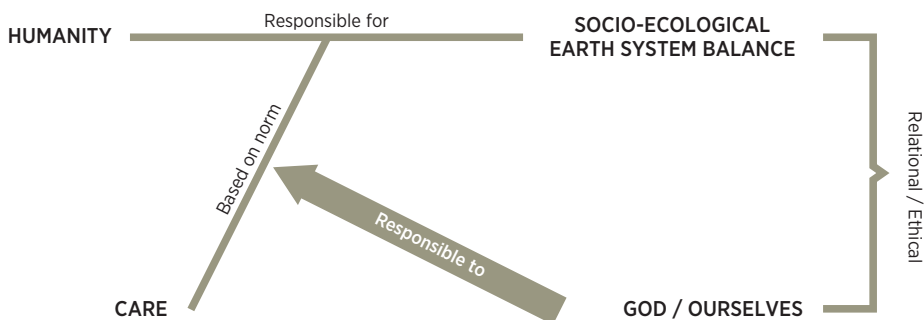 Responsible for
HUMANITY
SOCIO-ECOLOGICAL
EARTH SYSTEM BALANCE
Based on norm
Responsible to
Relational / Ethical
CARE
GOD / OURSELVES